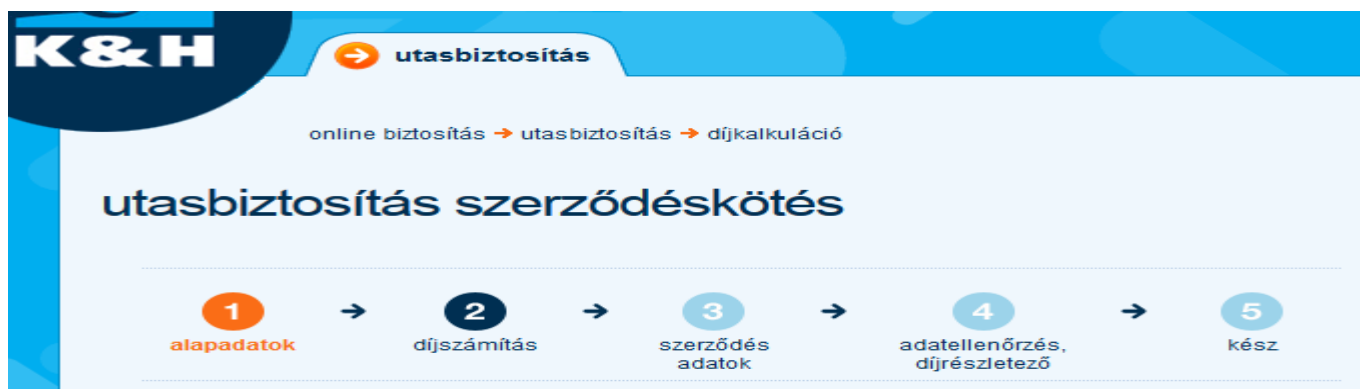 K&H
utasbiztosítás
online biztosítás ➔ utasbiztosítás ➔ díjkalkuláció
utasbiztosítás szerződéskötés
1 ➔ 2 ➔ 3 ➔ 4 ➔ 5
alapadatok díjszámítás szerződés adatellenőrzés, kész
adatok díjrészletező